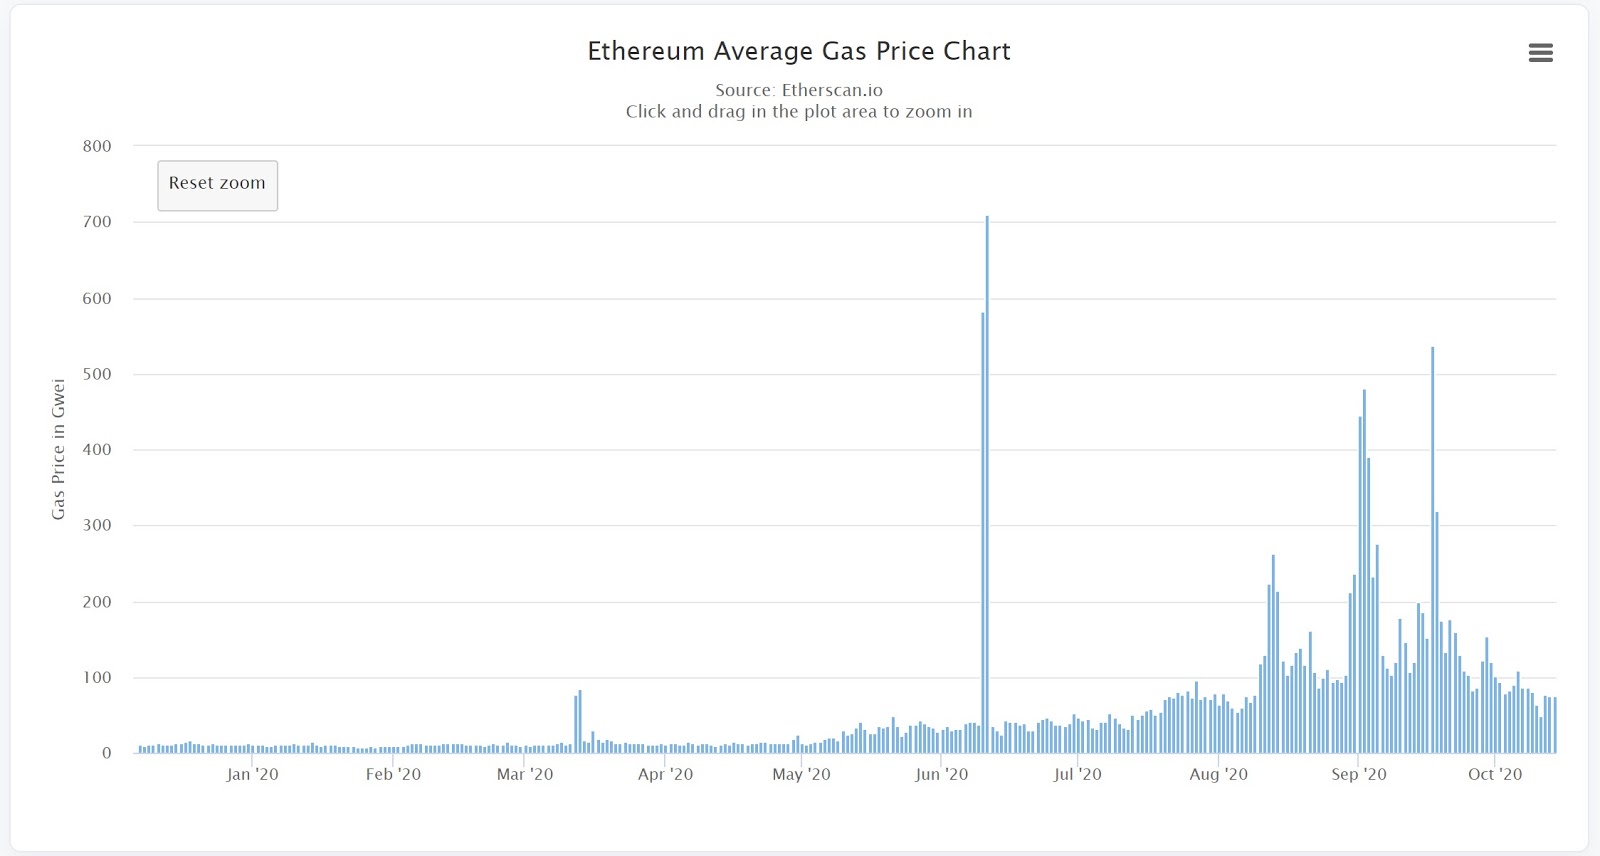 Ethereum Average Gas Price Chart
Source: Etherscan.io
Click and drag in the plot area to zoom in
Reset zoom
Gas Price in Gwei
800
700
600
500
400
300
200
100
0
Jan '20 Feb '20 Mar '20 Apr '20 May '20 Jun '20 Jul '20 Aug '20 Sep '20 Oct '20